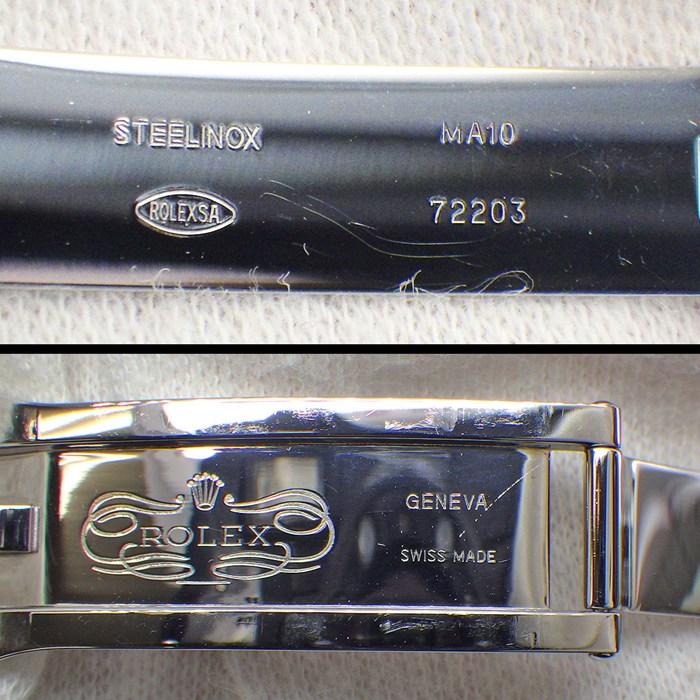 STEELINOX MA10
ROLEXSA 72203
ROLEX
GENEVA
SWISS MADE